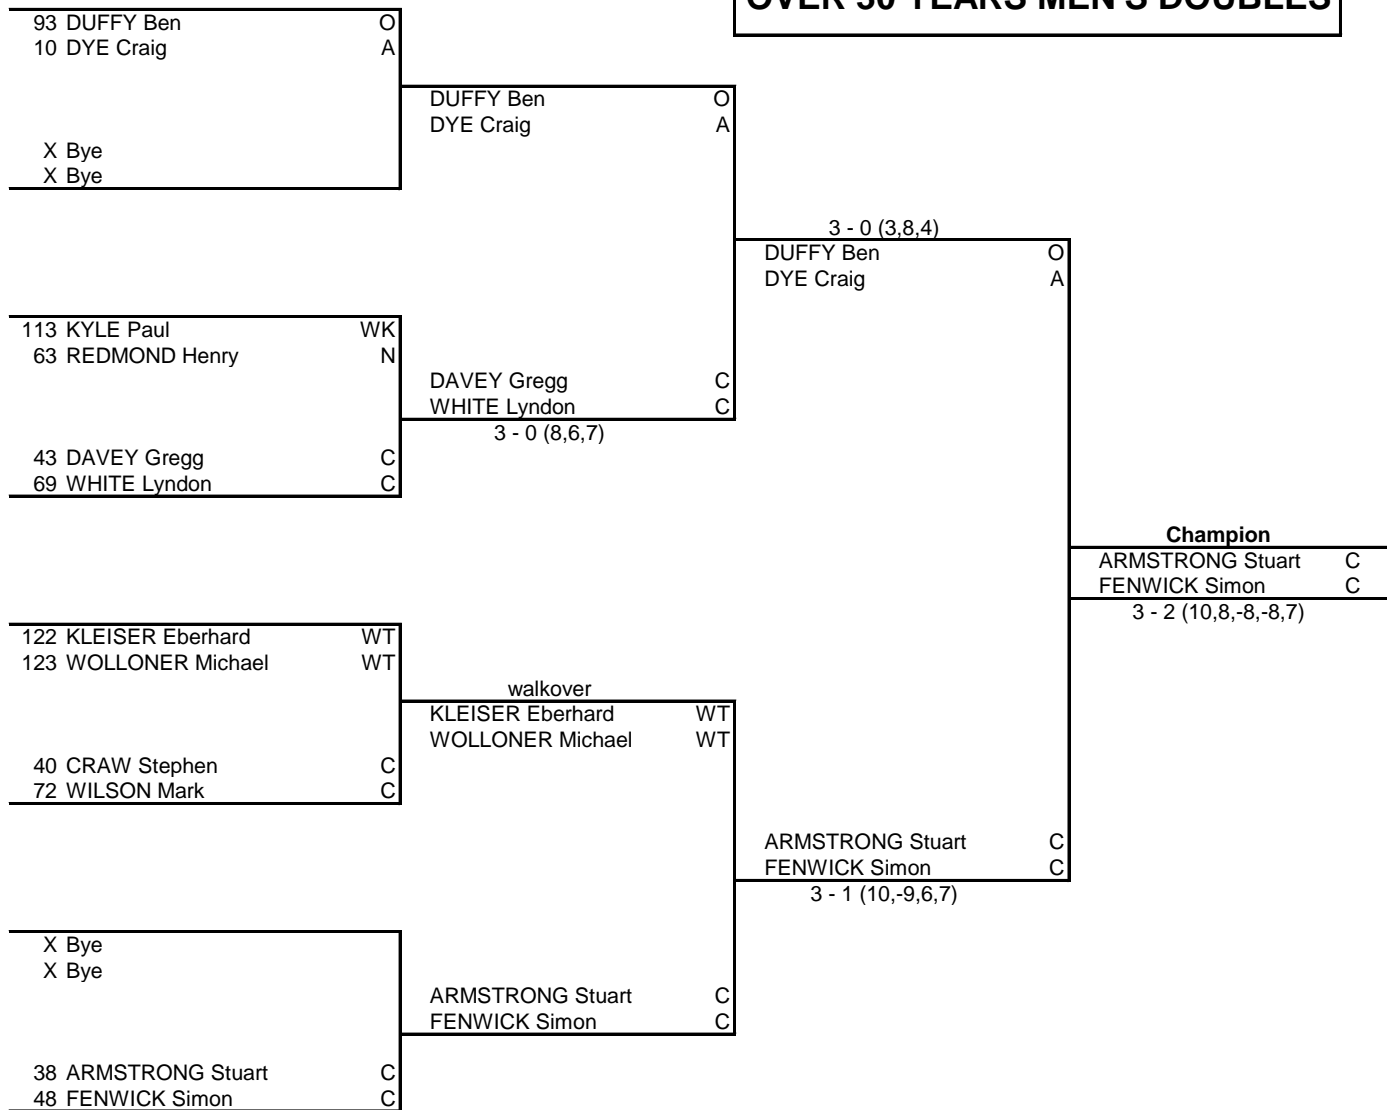 OVER 30 YEARS MEN'S DOUBLES
93 DUFFY Ben O
10 DYE Craig A
X Bye
X Bye
113 KYLE Paul WK
63 REDMOND Henry N
43 DAVEY Gregg C
69 WHITE Lyndon C
122 KLEISER Eberhard WT
123 WOLLONER Michael WT
40 CRAW Stephen C
72 WILSON Mark C
X Bye
X Bye
38 ARMSTRONG Stuart C
48 FENWICK Simon C
DUFFY Ben O
DYE Craig A
DAVEY Gregg C
WHITE Lyndon C
3 - 0 (8,6,7)
walkover
KLEISER Eberhard WT
WOLLONER Michael WT
ARMSTRONG Stuart C
FENWICK Simon C
3 - 0 (3,8,4)
DUFFY Ben O
DYE Craig A
ARMSTRONG Stuart C
FENWICK Simon C
3 - 1 (10,-9,6,7)
Champion
ARMSTRONG Stuart C
FENWICK Simon C
3 - 2 (10,8,-8,-8,7)